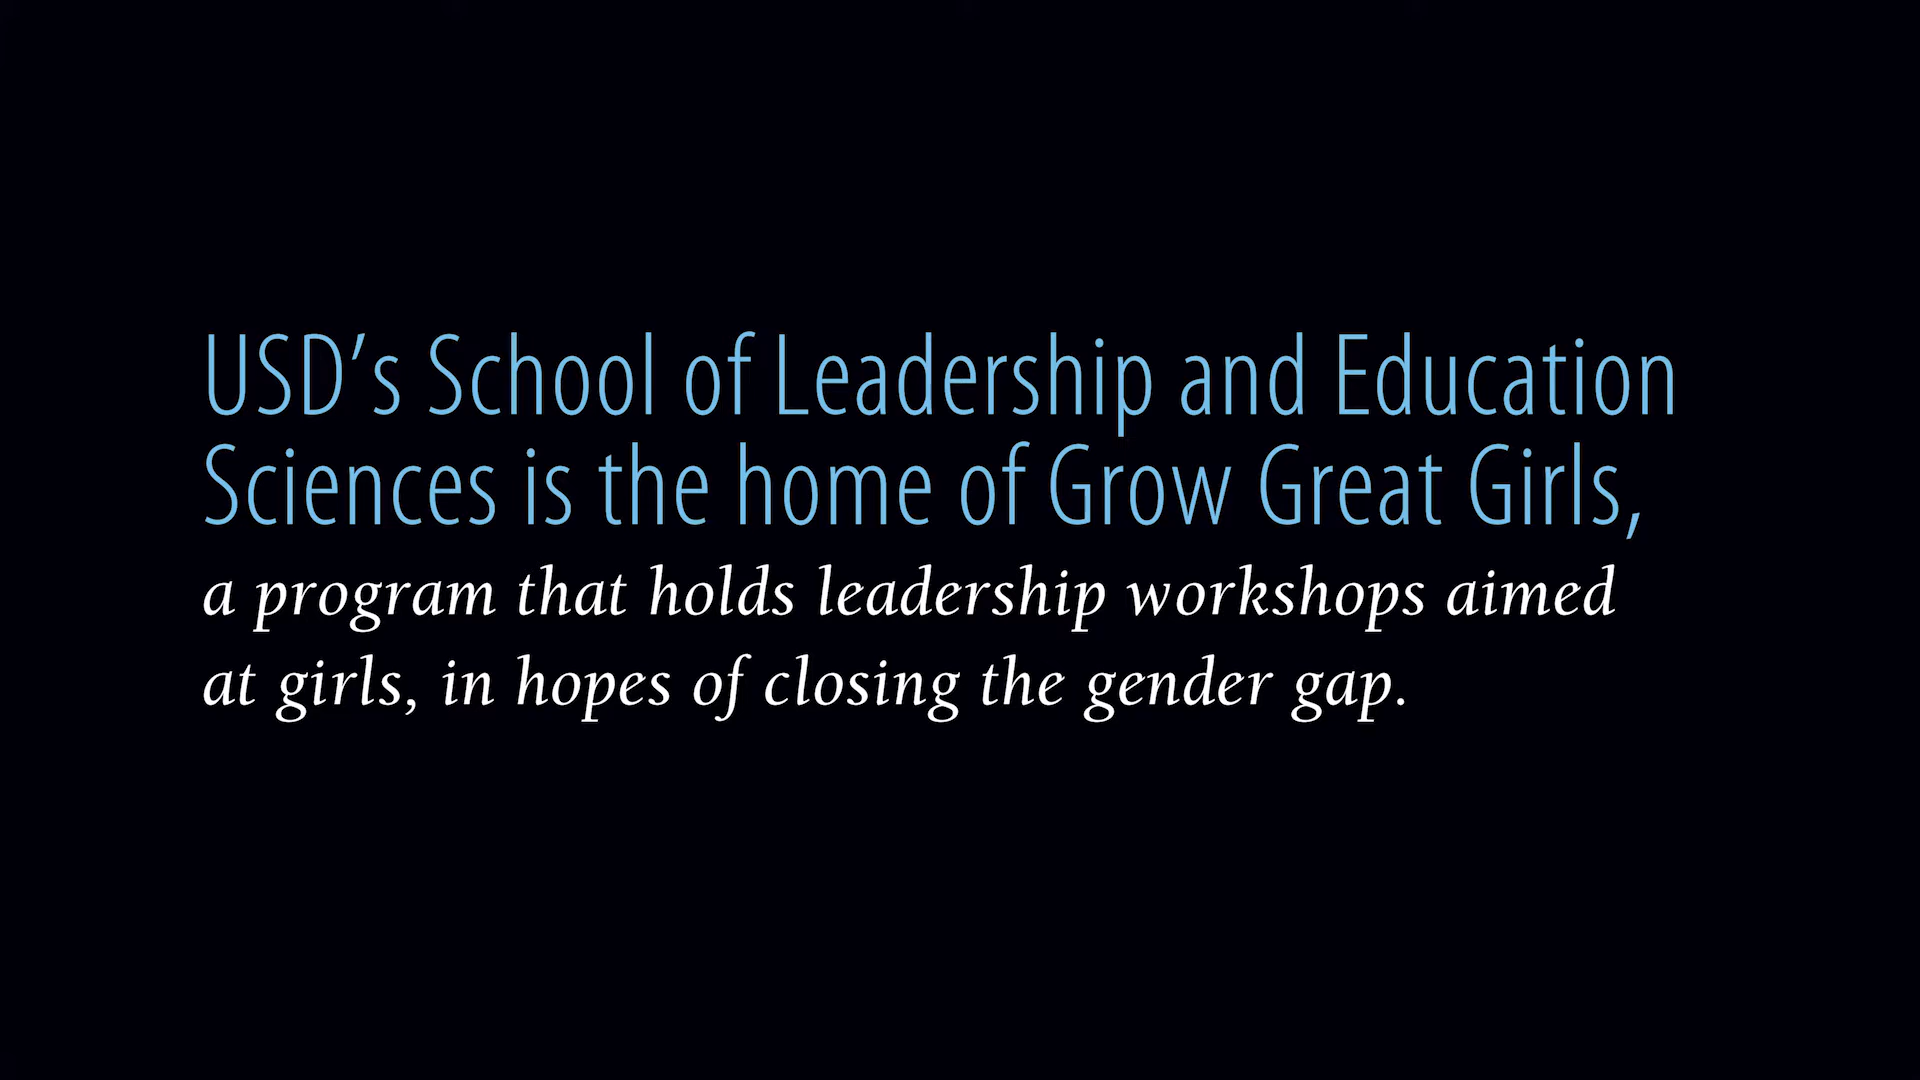 USD’s School of Leadership and Education
Sciences is the home of Grow Great Girls,
a program that holds leadership workshops aimed
at girls, in hopes of closing the gender gap.